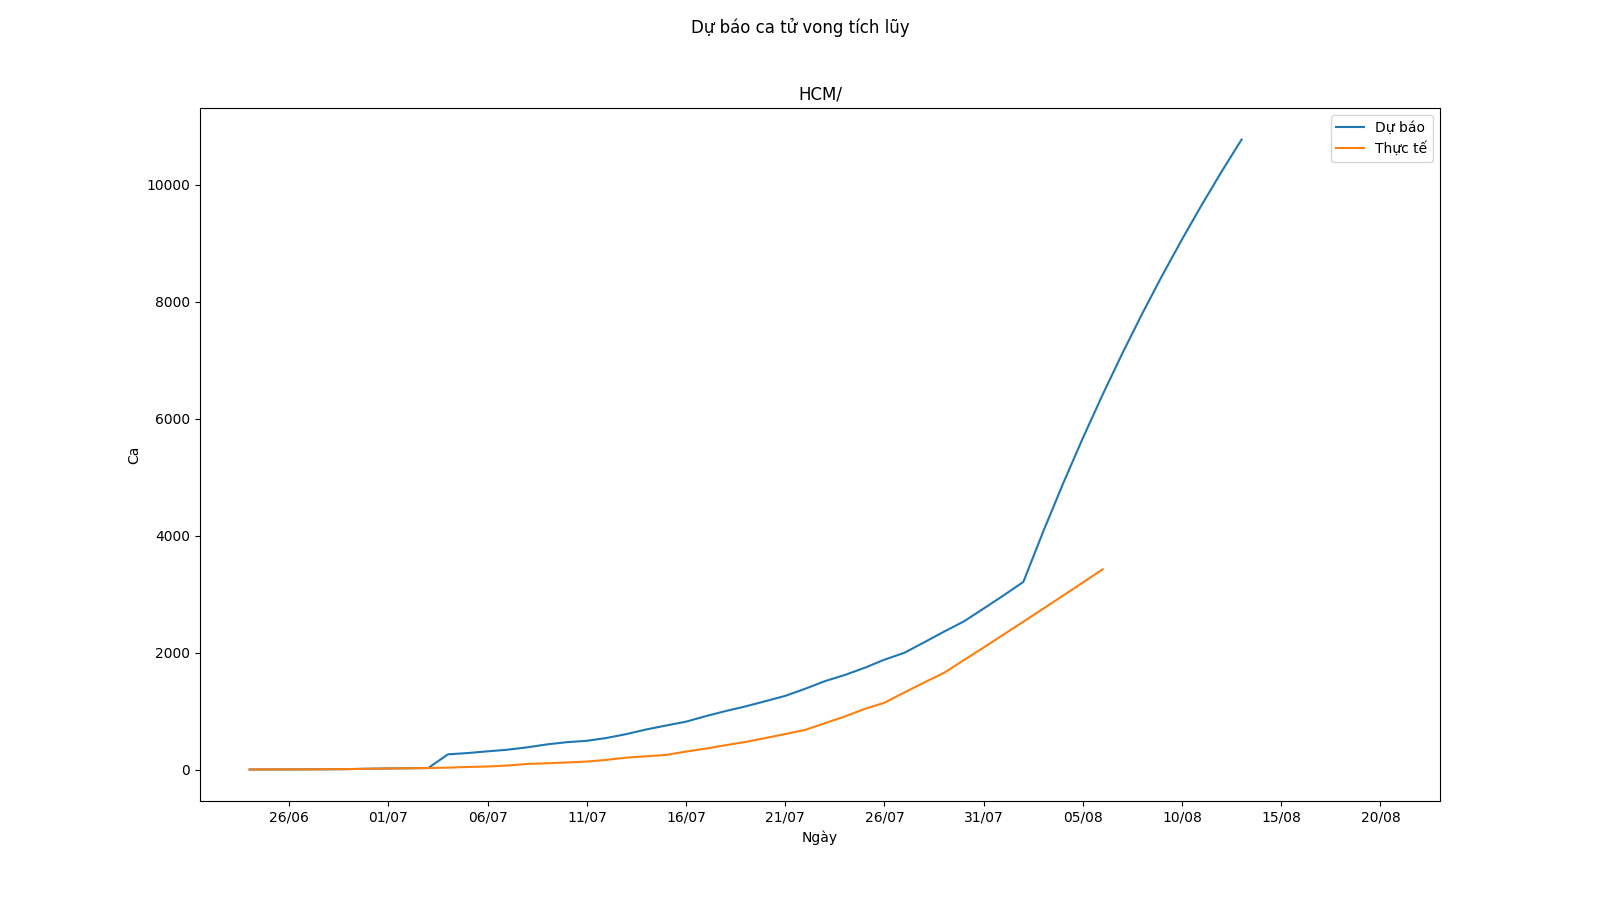 Dự báo ca tử vong tích lũy
HCM/
Dự báo
Thực tế
10000
8000
6000
4000
2000
0
Ca
26/06 01/07 06/07 11/07 16/07 21/07 26/07 31/07 05/08 10/08 15/08 20/08
Ngày